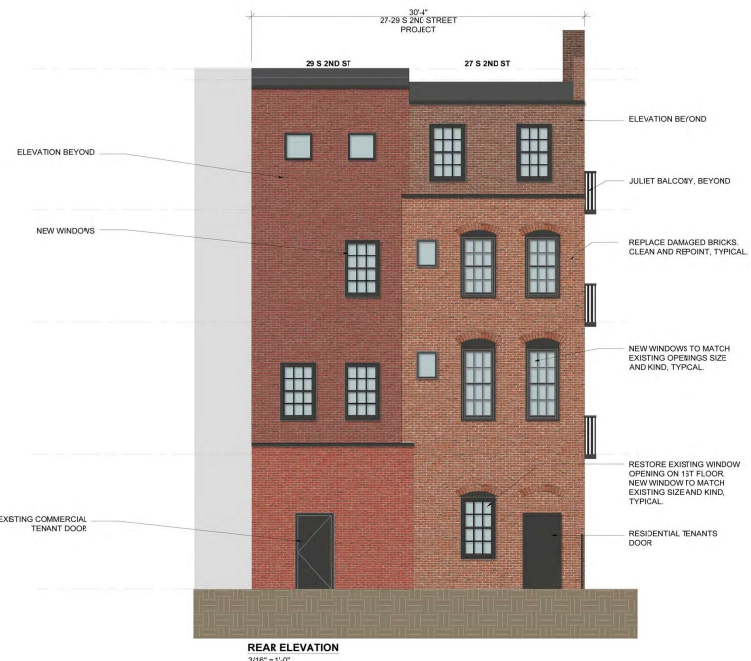 30'-4"
27-29 S 2ND STREET
PROJECT
29 S 2ND ST
27 S 2ND ST
ELEVATION BEYOND
ELEVATION BEYOND
JULIET BALCONY, BEYOND
NEW WINDOWS
REPLACE DAMAGED BRICKS.
CLEAN AND REPOINT, TYPICAL.
NEW WINDOWS TO MATCH
EXISTING OPENINGS SIZE
AND KIND, TYPCAL.
RESTORE EXISTING WINDOW
OPENING ON 1ST FLOOR.
NEW WINDOW TO MATCH
EXISTING SIZE AND KIND,
TYPICAL.
EXISTING COMMERCIAL
TENANT DOOR
RESIDENTIAL TENANTS
DOOR
REAR ELEVATION
3/16" = 1'-0"